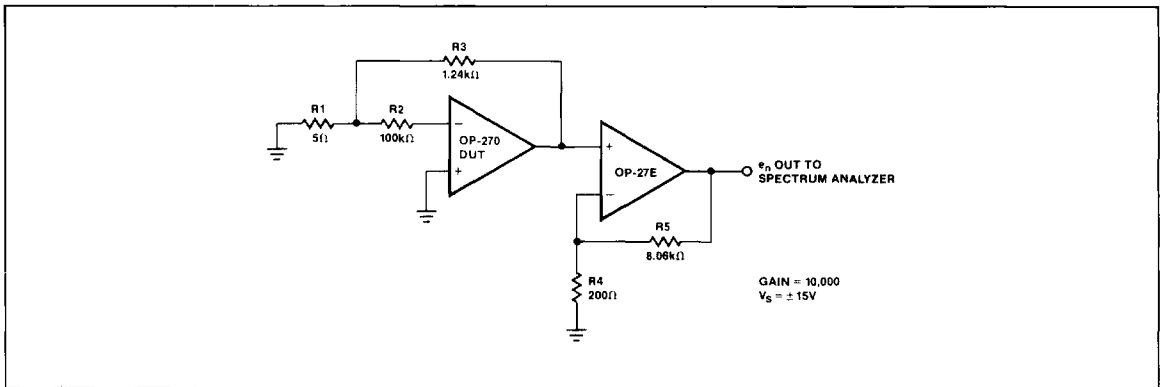 R3
1.24kΩ
R1
5Ω
R2
100kΩ
−
OP-270
DUT
+
+
OP-27E
−
eₙ OUT TO
SPECTRUM ANALYZER
R5
8.06kΩ
R4
200Ω
GAIN = 10,000
V_S = ± 15V